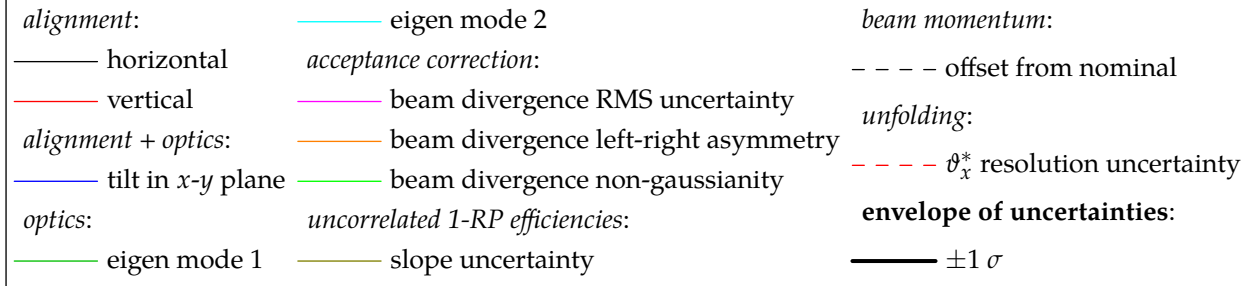 alignment:
horizontal
vertical
alignment + optics:
tilt in x-y plane
optics:
eigen mode 1
eigen mode 2
acceptance correction:
beam divergence RMS uncertainty
beam divergence left-right asymmetry
beam divergence non-gaussianity
uncorrelated 1-RP efficiencies:
slope uncertainty
beam momentum:
offset from nominal
unfolding:
ϑ*x resolution uncertainty
envelope of uncertainties:
±1 σ